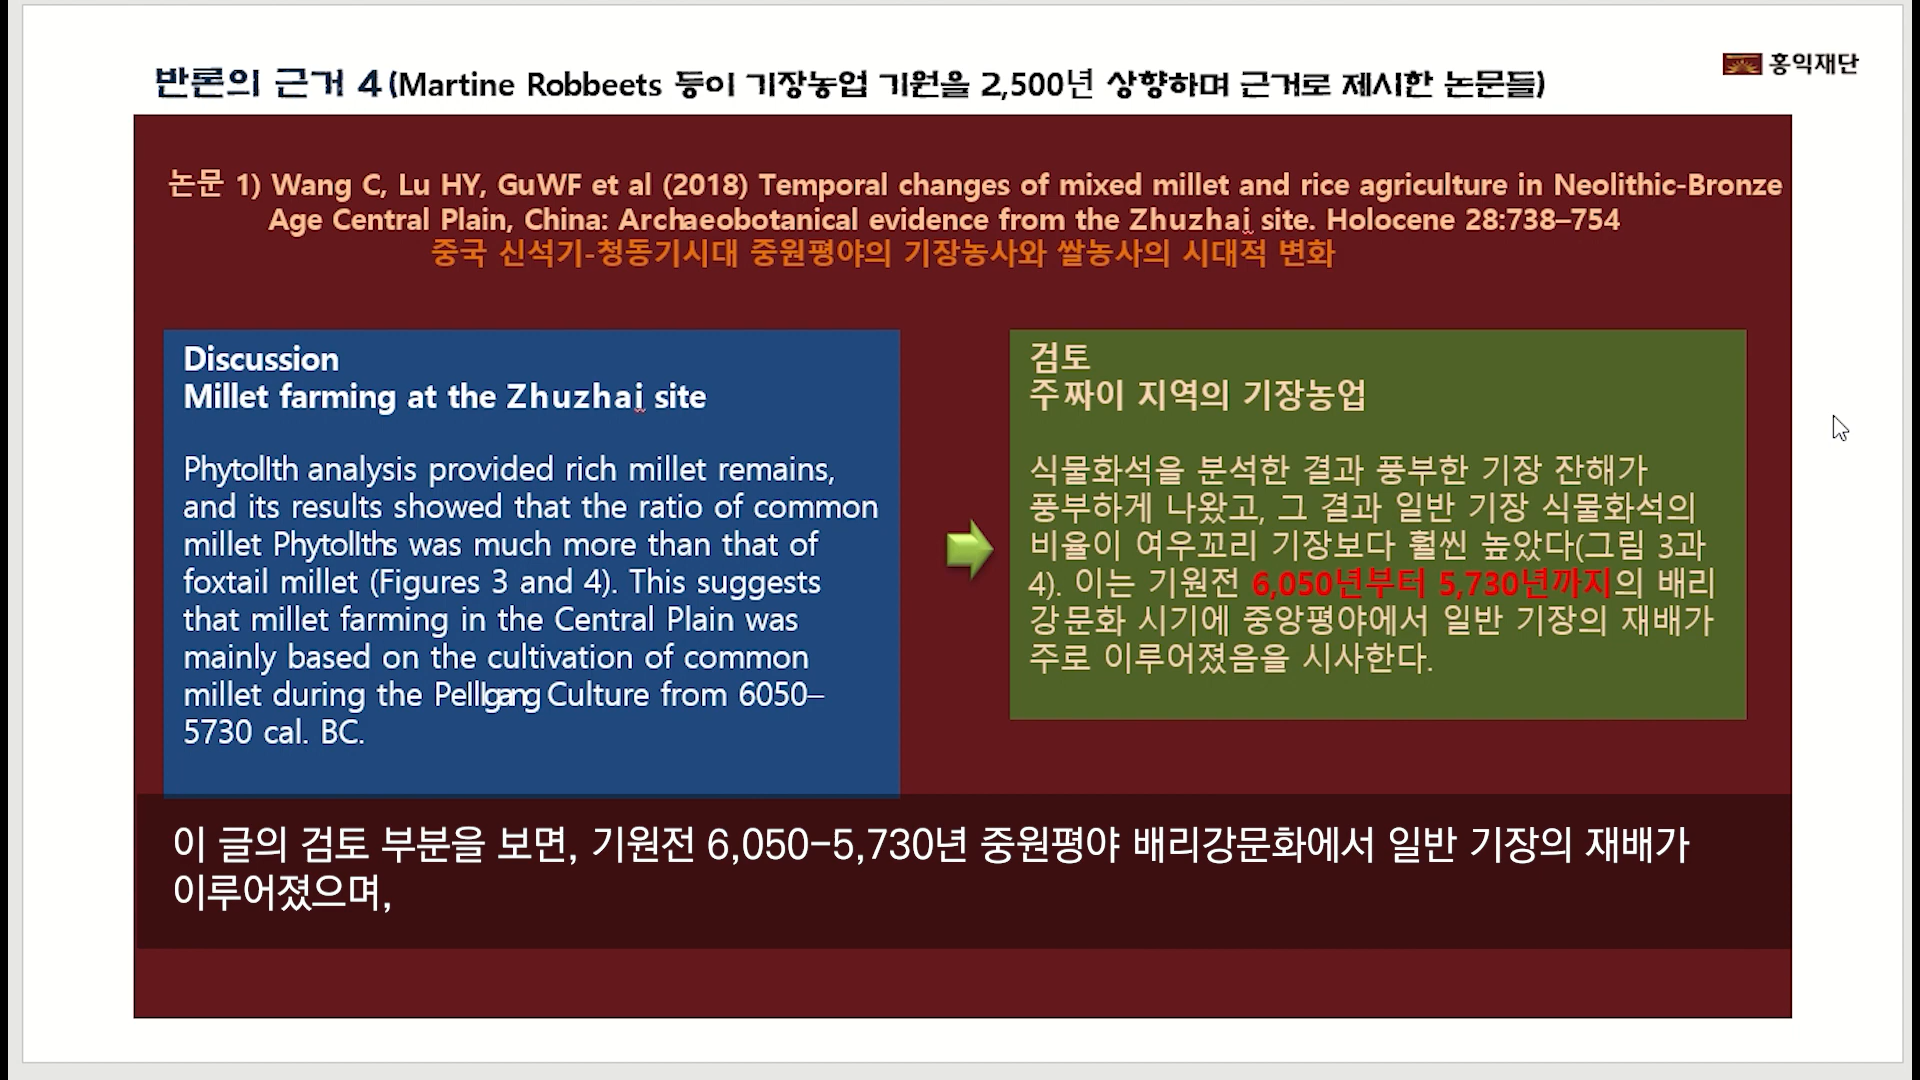 반론의 근거 4 (Martine Robbeets 등이 기장농업 기원을 2,500년 상향하며 근거로 제시한 논문들)
홍익재단
논문 1) Wang C, Lu HY, GuWF et al (2018) Temporal changes of mixed millet and rice agriculture in Neolithic-Bronze
Age Central Plain, China: Archaeobotanical evidence from the Zhuzhai site. Holocene 28:738–754
중국 신석기-청동기시대 중원평야의 기장농사와 쌀농사의 시대적 변화
Discussion
Millet farming at the Zhuzhai site
Phytollth analysis provided rich millet remains,
and its results showed that the ratio of common
millet Phytollths was much more than that of
foxtail millet (Figures 3 and 4). This suggests
that millet farming in the Central Plain was
mainly based on the cultivation of common
millet during the Pelllgang Culture from 6050–
5730 cal. BC.
검토
주짜이 지역의 기장농업
식물화석을 분석한 결과 풍부한 기장 잔해가
풍부하게 나왔고, 그 결과 일반 기장 식물화석의
비율이 여우꼬리 기장보다 훨씬 높았다(그림 3과
4). 이는 기원전 6,050년부터 5,730년까지의 배리
강문화 시기에 중앙평야에서 일반 기장의 재배가
주로 이루어졌음을 시사한다.
이 글의 검토 부분을 보면, 기원전 6,050-5,730년 중원평야 배리강문화에서 일반 기장의 재배가
이루어졌으며,